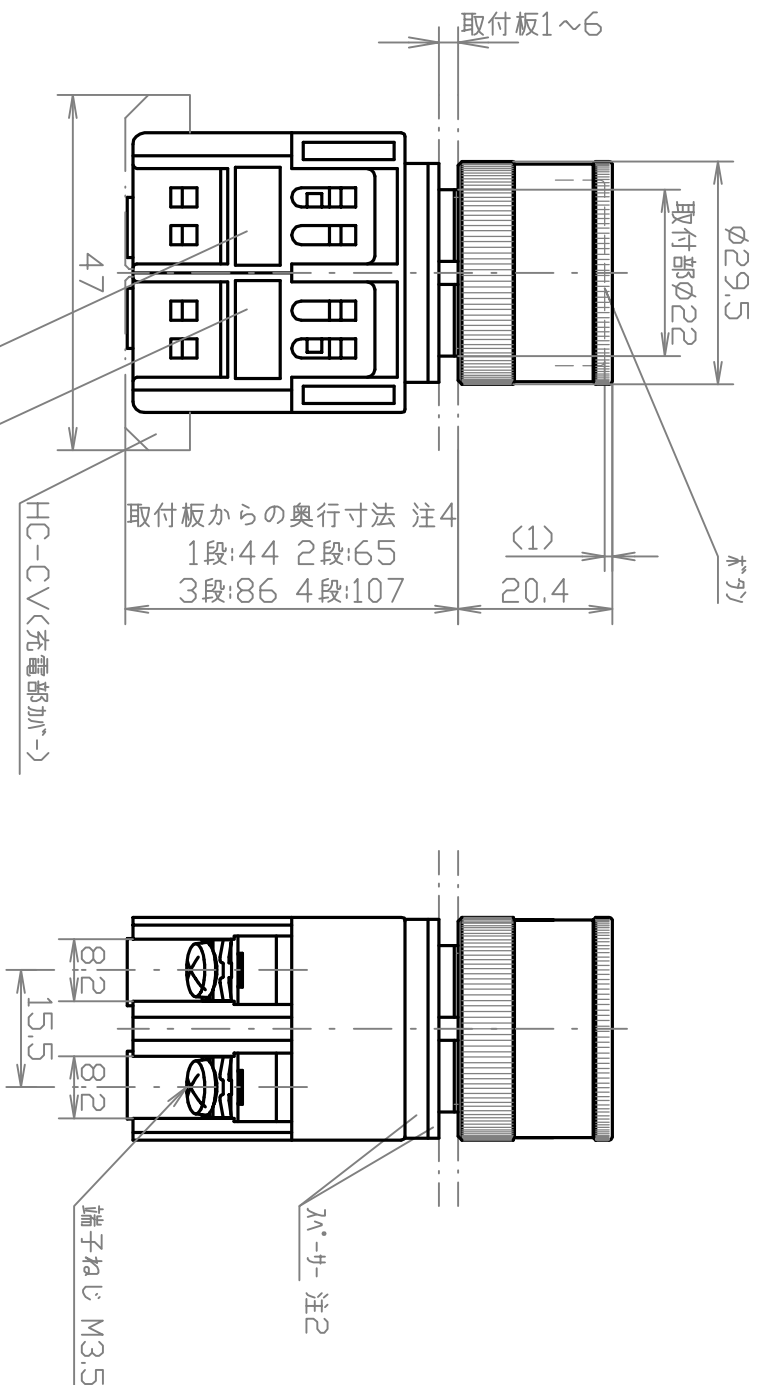 取付板1～6
ø29.5
取付部ø22
47
取付板からの奥行寸法 注4
1段:44 2段:65
3段:86 4段:107
(1)
20.4
ﾎﾞﾀﾝ
HC-CV(充電部ｶﾊﾞｰ)
8.2
15.5
8.2
ｽﾍﾟｰｻｰ 注2
端子ねじ M3.5